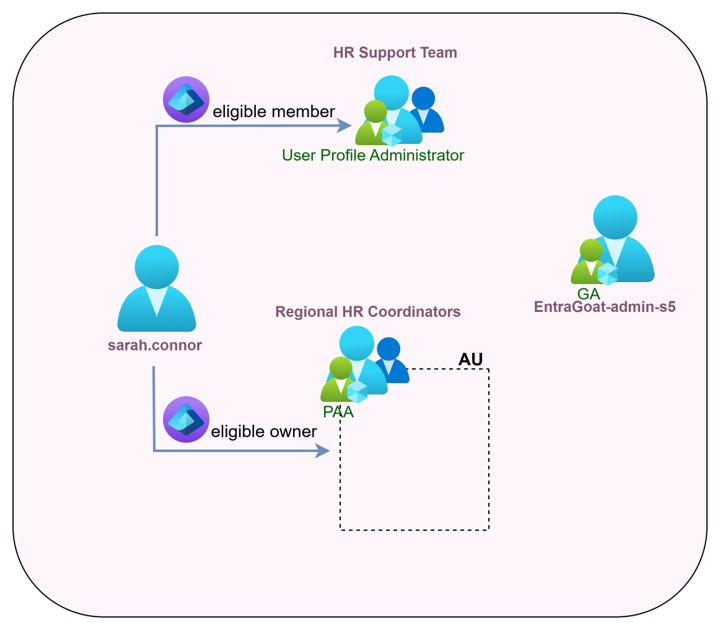 HR Support Team
eligible member
User Profile Administrator
GA
EntraGoat-admin-s5
sarah.connor
Regional HR Coordinators
AU
PAA
eligible owner